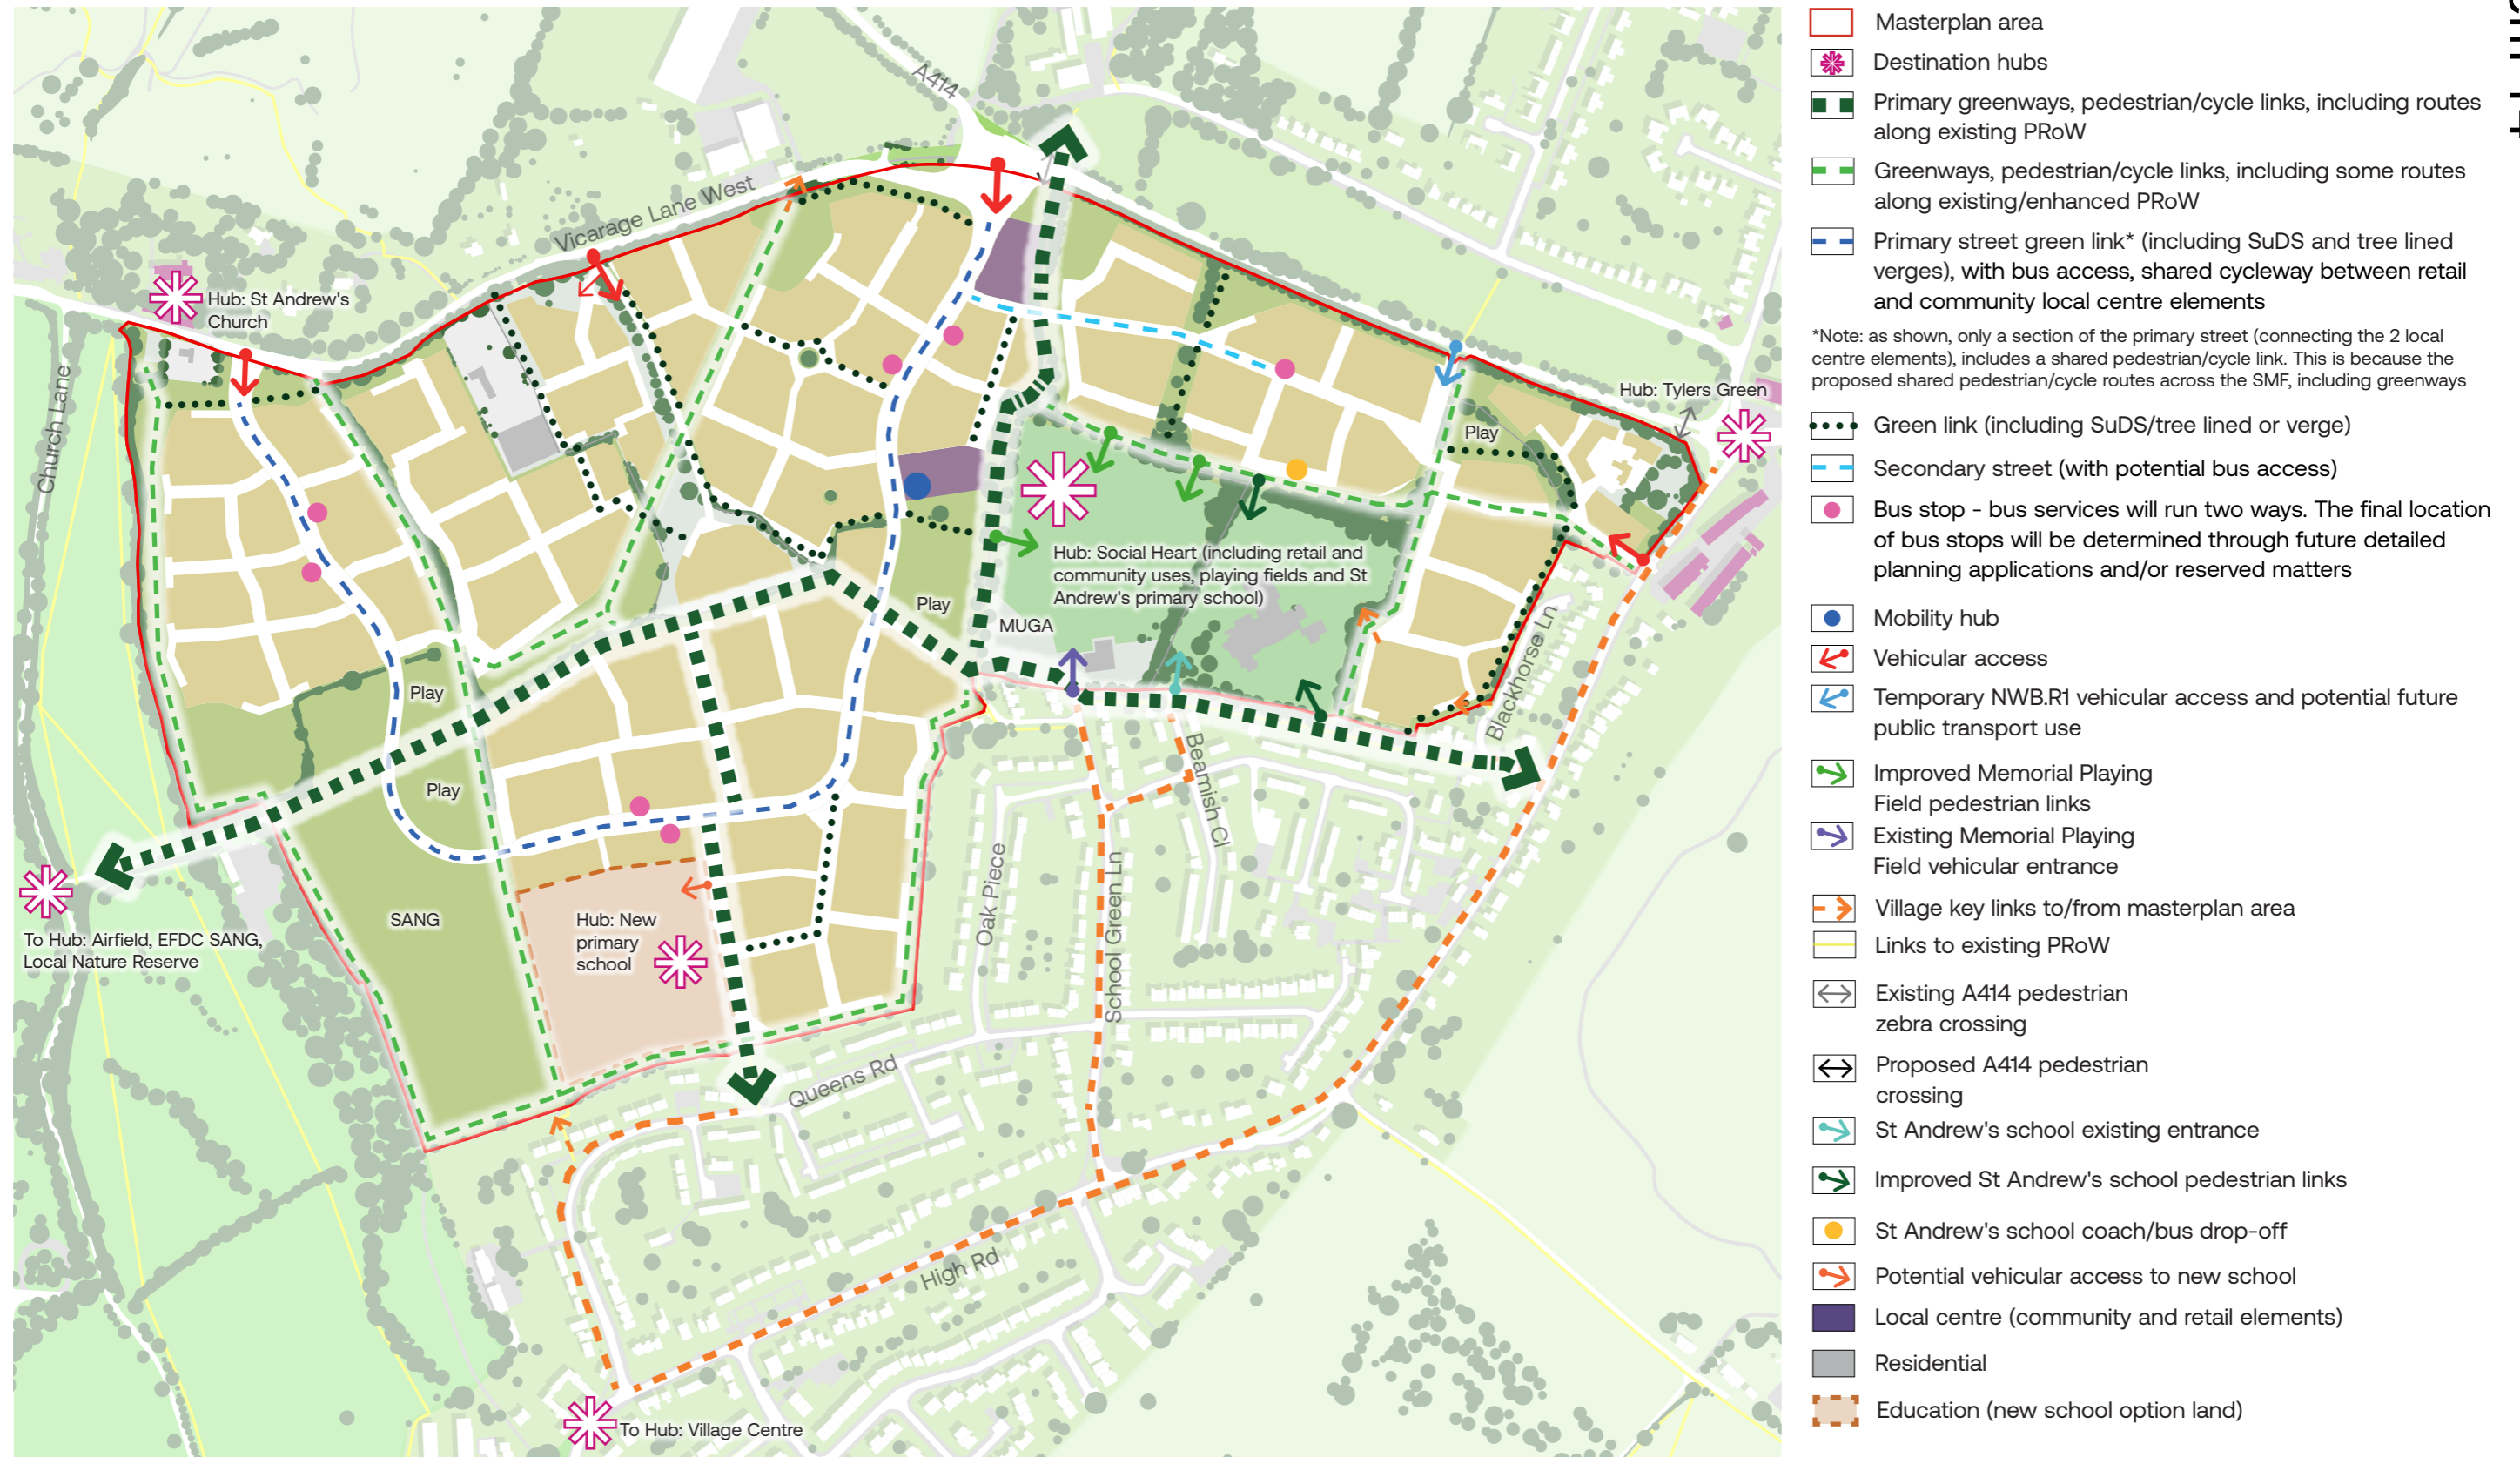 A414
Vicarage Lane West
Church Lane
Hub: St Andrew's
Church
Hub: Tylers Green
Play
Hub: Social Heart (including retail and
community uses, playing fields and St
Andrew's primary school)
Play
MUGA
Play
Play
Blackhorse Ln
Beamish Cl
Oak Piece
School Green Ln
SANG
Hub: New
primary
school
To Hub: Airfield, EFDC SANG,
Local Nature Reserve
Queens Rd
High Rd
To Hub: Village Centre
Masterplan area
Destination hubs
Primary greenways, pedestrian/cycle links, including routes
along existing PRoW
Greenways, pedestrian/cycle links, including some routes
along existing/enhanced PRoW
Primary street green link* (including SuDS and tree lined
verges), with bus access, shared cycleway between retail
and community local centre elements
*Note: as shown, only a section of the primary street (connecting the 2 local
centre elements), includes a shared pedestrian/cycle link. This is because the
proposed shared pedestrian/cycle routes across the SMF, including greenways
Green link (including SuDS/tree lined or verge)
Secondary street (with potential bus access)
Bus stop - bus services will run two ways. The final location
of bus stops will be determined through future detailed
planning applications and/or reserved matters
Mobility hub
Vehicular access
Temporary NWB.R1 vehicular access and potential future
public transport use
Improved Memorial Playing
Field pedestrian links
Existing Memorial Playing
Field vehicular entrance
Village key links to/from masterplan area
Links to existing PRoW
Existing A414 pedestrian
zebra crossing
Proposed A414 pedestrian
crossing
St Andrew's school existing entrance
Improved St Andrew's school pedestrian links
St Andrew's school coach/bus drop-off
Potential vehicular access to new school
Local centre (community and retail elements)
Residential
Education (new school option land)